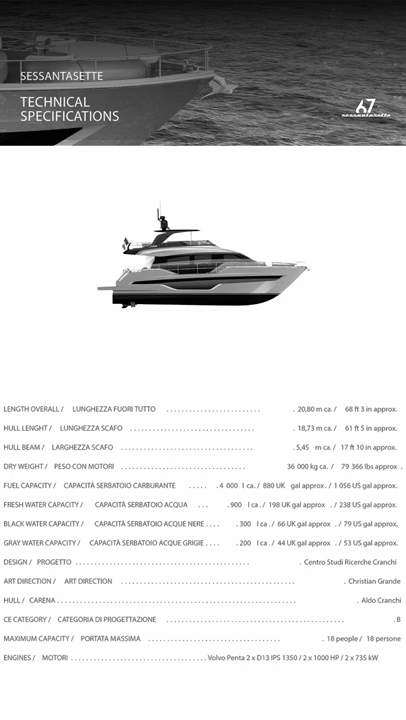 SESSANTASETTE
TECHNICAL
SPECIFICATIONS
67
sessantasette
LENGTH OVERALL / LUNGHEZZA FUORI TUTTO . . . . . . . . . . . . . . . . . . . . . . . . . . 20,80 m ca. / 68 ft 3 in approx.
HULL LENGHT / LUNGHEZZA SCAFO . . . . . . . . . . . . . . . . . . . . . . . . . . . . . . . . . . 18,73 m ca. / 61 ft 5 in approx.
HULL BEAM / LARGHEZZA SCAFO . . . . . . . . . . . . . . . . . . . . . . . . . . . . . . . . . . . 5,45 m ca. / 17 ft 10 in approx.
DRY WEIGHT / PESO CON MOTORI . . . . . . . . . . . . . . . . . . . . . . . . . . . . . . . . . 36 000 kg ca. / 79 366 lbs approx .
FUEL CAPACITY / CAPACITÀ SERBATOIO CARBURANTE . . . . . . 4 000 l ca. / 880 UK gal approx. / 1 056 US gal approx.
FRESH WATER CAPACITY / CAPACITÀ SERBATOIO ACQUA . . . . 900 l ca. / 198 UK gal approx . / 238 US gal approx.
BLACK WATER CAPACITY / CAPACITÀ SERBATOIO ACQUE NERE . . . . . 300 l ca. / 66 UK gal approx . / 79 US gal approx.
GRAY WATER CAPACITY / CAPACITÀ SERBATOIO ACQUE GRIGIE . . . . . 200 l ca. / 44 UK gal approx . / 53 US gal approx.
DESIGN / PROGETTO . . . . . . . . . . . . . . . . . . . . . . . . . . . . . . . . . . . . . . . . . . . . . . . Centro Studi Ricerche Cranchi
ART DIRECTION / ART DIRECTION . . . . . . . . . . . . . . . . . . . . . . . . . . . . . . . . . . . . . . . . . . . . . . . Christian Grande
HULL / CARENA . . . . . . . . . . . . . . . . . . . . . . . . . . . . . . . . . . . . . . . . . . . . . . . . . . . . . . . . . . . . . . . . Aldo Cranchi
CE CATEGORY / CATEGORIA DI PROGETTAZIONE . . . . . . . . . . . . . . . . . . . . . . . . . . . . . . . . . . . . . . . . . . . . . . . B
MAXIMUM CAPACITY / PORTATA MASSIMA . . . . . . . . . . . . . . . . . . . . . . . . . . . . . . . . . . . . 18 people / 18 persone
ENGINES / MOTORI . . . . . . . . . . . . . . . . . . . . . . . . . . . . . . . . . . . . . Volvo Penta 2 x D13 IPS 1350 / 2 x 1000 HP / 2 x 735 kW